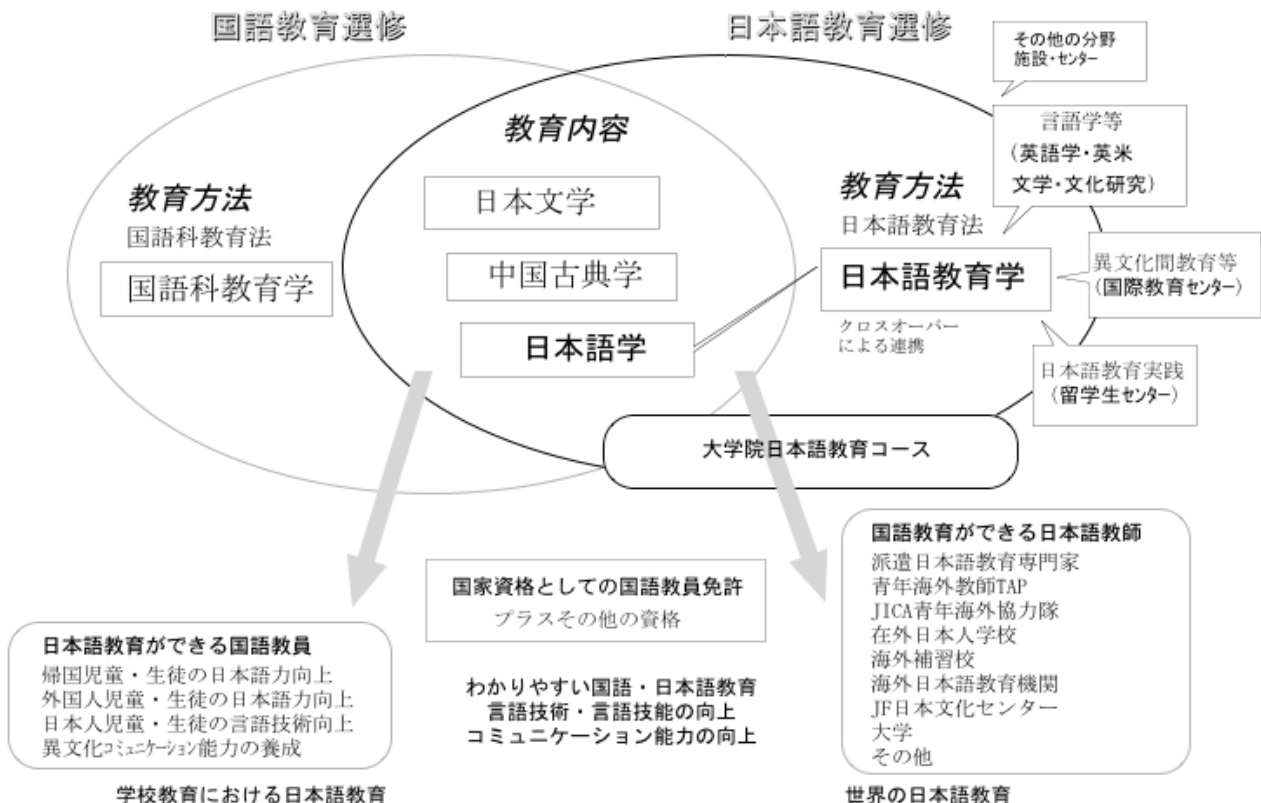 国語教育選修
日本語教育選修
その他の分野
施設・センター
教育内容
言語学等
(英語学・英米
文学・文化研究)
教育方法
国語科教育法
国語科教育学
日本文学
中国古典学
日本語学
教育方法
日本語教育法
日本語教育学
クロスオーバー
による連携
異文化間教育等
(国際教育センター)
日本語教育実践
(留学生センター)
大学院日本語教育コース
国語教育ができる日本語教師
派遣日本語教育専門家
青年海外教師TAP
JICA青年海外協力隊
在外日本人学校
海外補習校
海外日本語教育機関
JF日本文化センター
大学
その他
国家資格としての国語教員免許
プラスその他の資格
日本語教育ができる国語教員
帰国児童・生徒の日本語力向上
外国人児童・生徒の日本語力向上
日本人児童・生徒の言語技術向上
異文化コミュニケーション能力の養成
わかりやすい国語・日本語教育
言語技術・言語技能の向上
コミュニケーション能力の向上
学校教育における日本語教育
世界の日本語教育